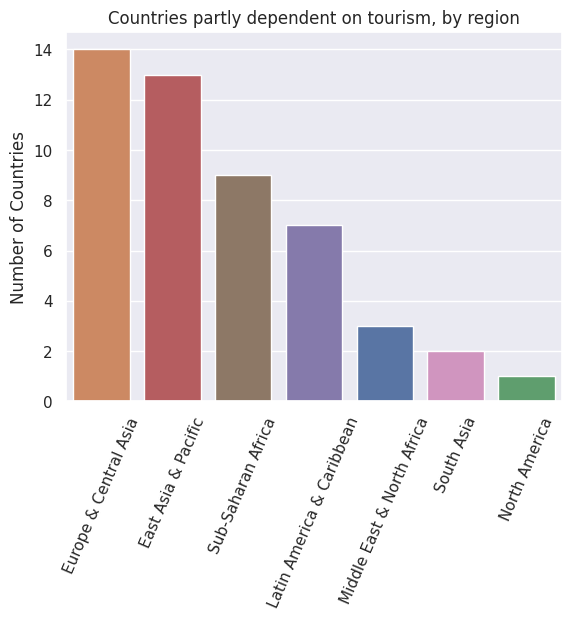 Countries partly dependent on tourism, by region
Number of Countries
14
12
10
8
6
4
2
0
Europe & Central Asia
East Asia & Pacific
Sub-Saharan Africa
Latin America & Caribbean
Middle East & North Africa
South Asia
North America